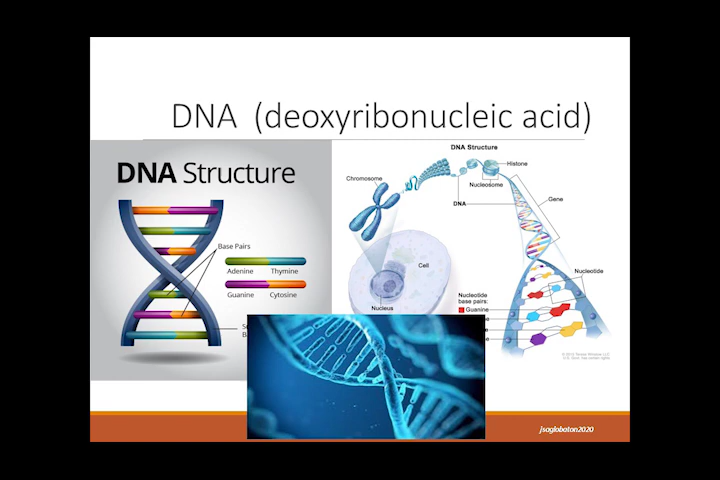 DNA (deoxyribonucleic acid)
DNA Structure
Base Pairs
Adenine Thymine
Guanine Cytosine
DNA Structure
Histone
Chromosome
Nucleosome
DNA
Gene
Cell
Nucleotide
Nucleus
Nucleotide
base pairs:
Guanine
jsaglobaton2020